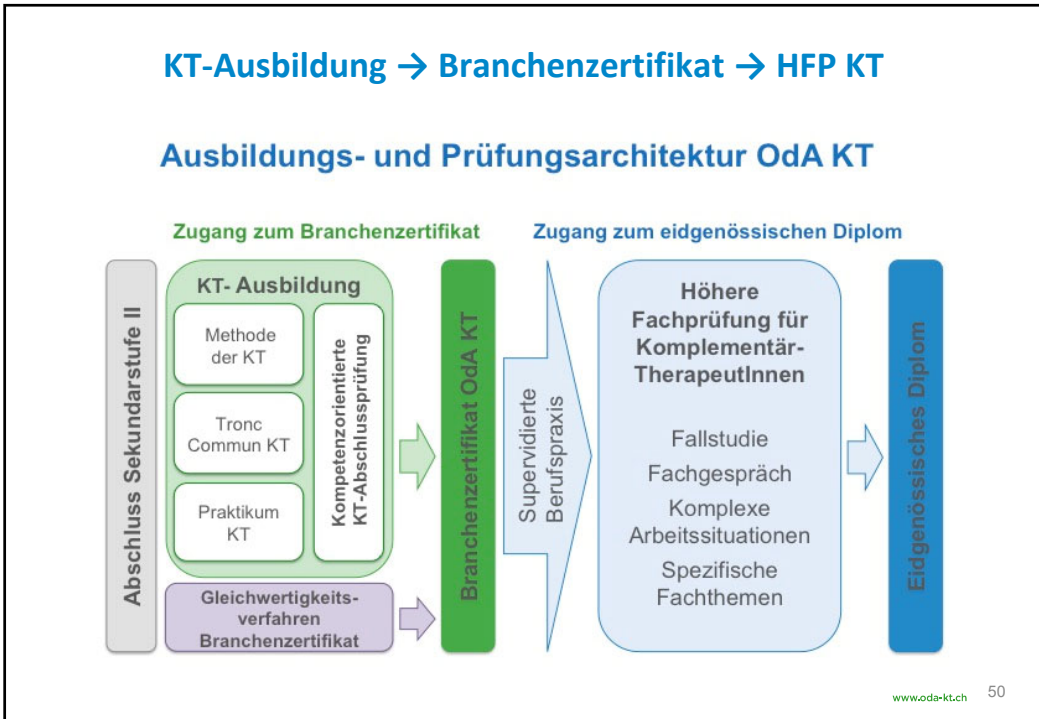 KT-Ausbildung → Branchenzertifikat → HFP KT
Ausbildungs- und Prüfungsarchitektur OdA KT
Zugang zum Branchenzertifikat
Zugang zum eidgenössischen Diplom
Abschluss Sekundarstufe II
KT- Ausbildung
Methode
der KT
Tronc
Commun KT
Praktikum
KT
Kompetenzorientierte
KT-Abschlussprüfung
Gleichwertigkeits-
verfahren
Branchenzertifikat
Branchenzertifikat OdA KT
Supervidierte
Berufspraxis
Höhere
Fachprüfung für
Komplementär-
TherapeutInnen
Fallstudie
Fachgespräch
Komplexe
Arbeitssituationen
Spezifische
Fachthemen
Eidgenössisches Diplom
www.oda-kt.ch
50